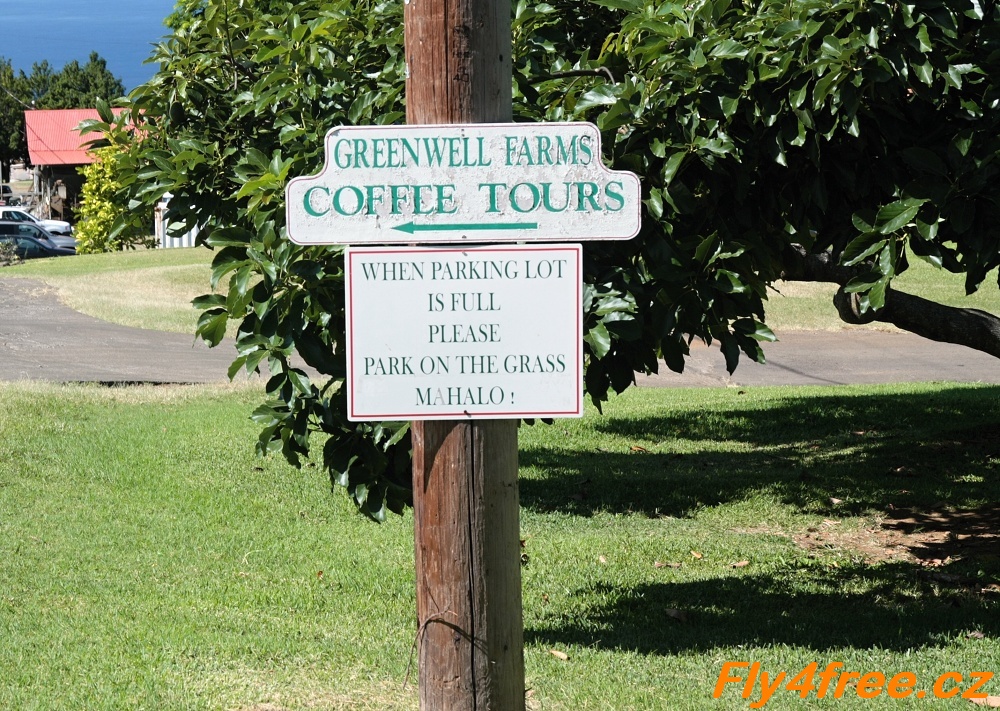 GREENWELL FARMS
COFFEE TOURS
WHEN PARKING LOT
IS FULL
PLEASE
PARK ON THE GRASS
MAHALO !
Fly4free.cz